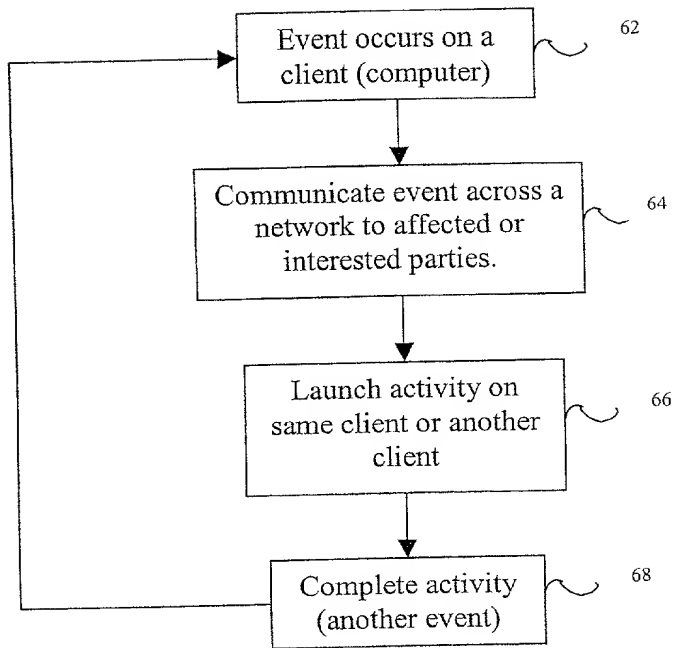 Event occurs on a
client (computer)
62
Communicate event across a
network to affected or
interested parties.
64
Launch activity on
same client or another
client
66
Complete activity
(another event)
68